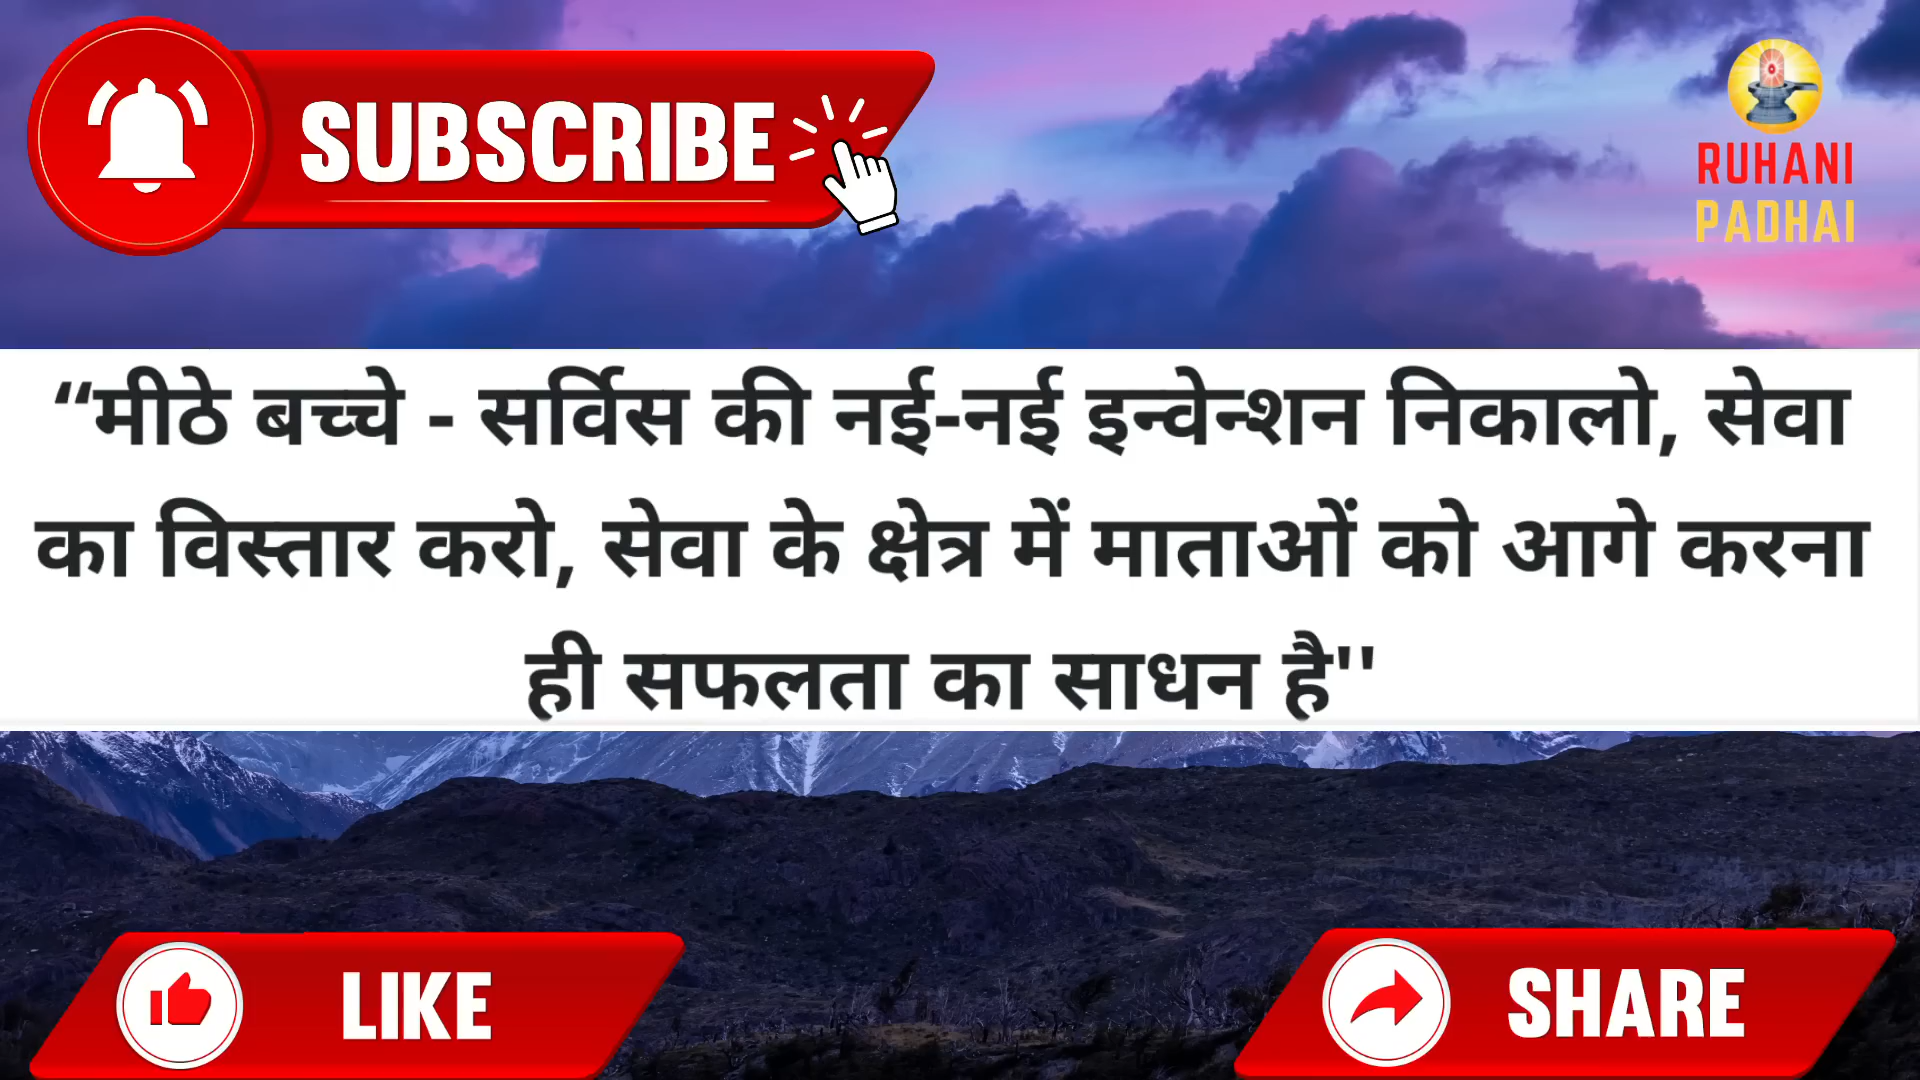 SUBSCRIBE
RUHANI
PADHAI
“मीठे बच्चे - सर्विस की नई-नई इन्वेन्शन निकालो, सेवा
का विस्तार करो, सेवा के क्षेत्र में माताओं को आगे करना
ही सफलता का साधन है''
LIKE
SHARE